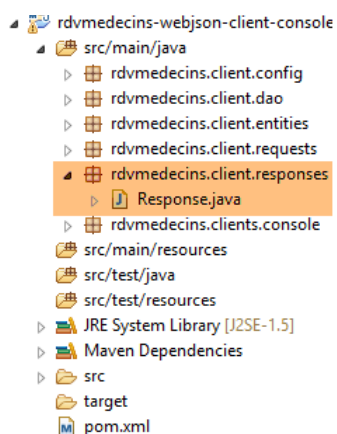 rdvmedecins-webjson-client-console
src/main/java
rdvmedecins.client.config
rdvmedecins.client.dao
rdvmedecins.client.entities
rdvmedecins.client.requests
rdvmedecins.client.responses
Response.java
rdvmedecins.clients.console
src/main/resources
src/test/java
src/test/resources
JRE System Library [J2SE-1.5]
Maven Dependencies
src
target
pom.xml